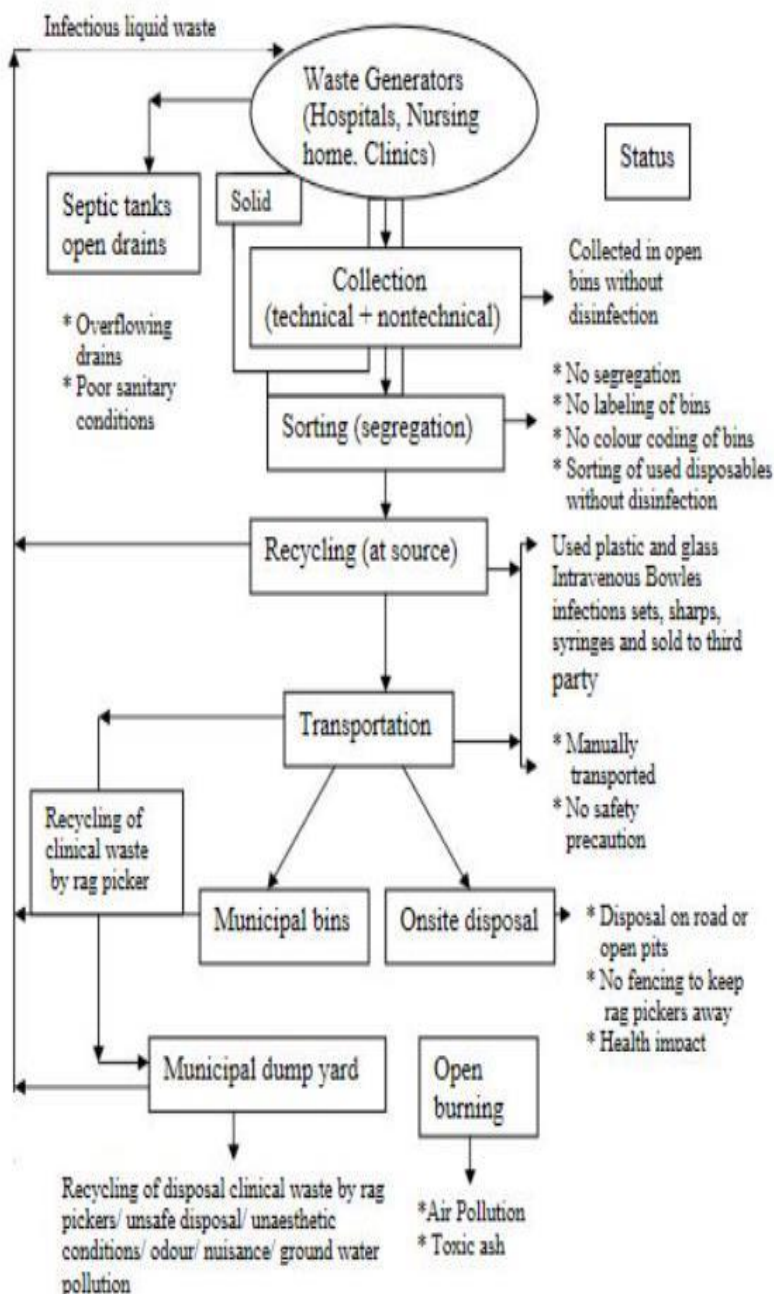 Infectious liquid waste
Waste Generators
(Hospitals, Nursing
home. Clinics)
Status
Septic tanks
open drains
Solid
Collection
(technical + nontechnical)
Collected in open
bins without
disinfection
* Overflowing
drains
* Poor sanitary
conditions
Sorting (segregation)
* No segregation
* No labeling of bins
* No colour coding of bins
* Sorting of used disposables
without disinfection
Recycling (at source)
Used plastic and glass
Intravenous Bowles
infections sets, sharps,
syringes and sold to third
party
Transportation
* Manually
transported
* No safety
precaution
Recycling of
clinical waste
by rag picker
Municipal bins
Onsite disposal
* Disposal on road or
open pits
* No fencing to keep
rag pickers away
* Health impact
Municipal dump yard
Open
burning
Recycling of disposal clinical waste by rag
pickers/ unsafe disposal/ unaesthetic
conditions/ odour/ nuisance/ ground water
pollution
*Air Pollution
* Toxic ash